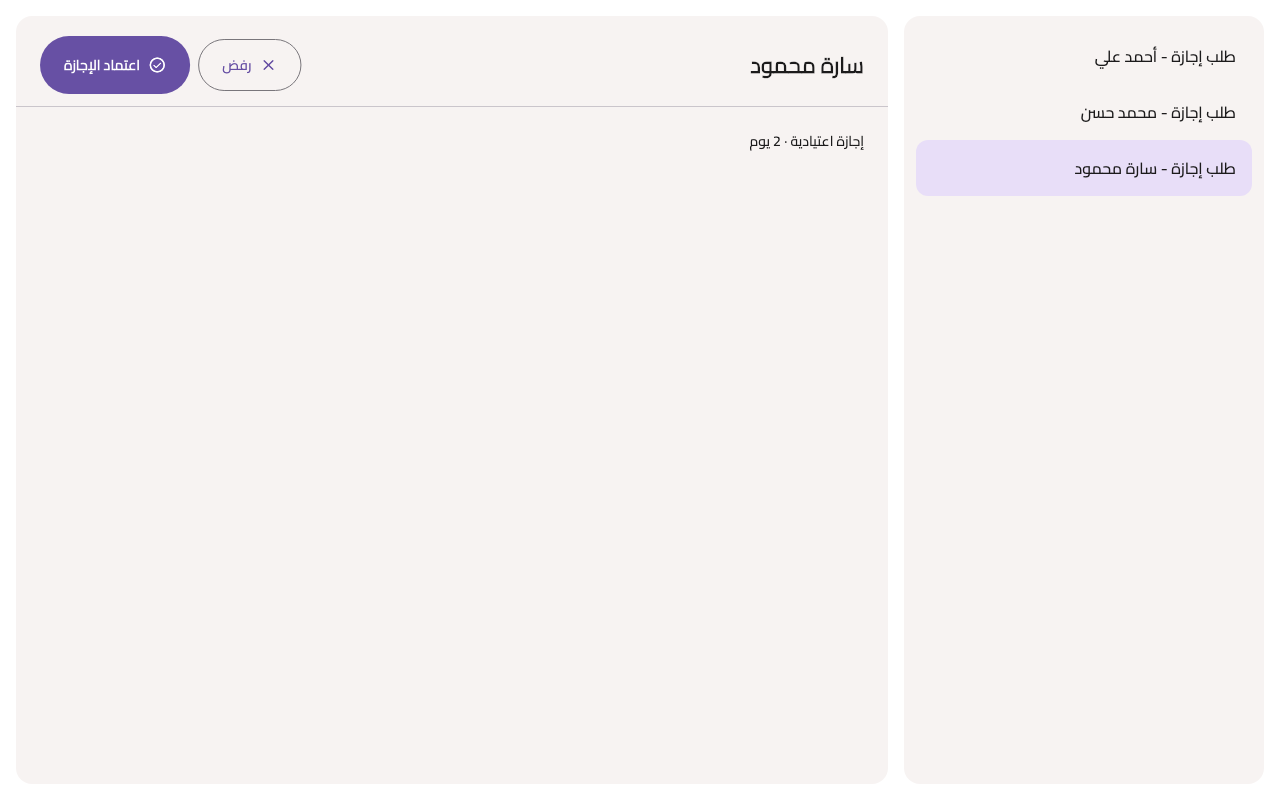 طلب إجازة - أحمد علي
طلب إجازة - محمد حسن
طلب إجازة - سارة محمود
سارة محمود
رفض
اعتماد الإجازة
إجازة اعتيادية · 2 يوم